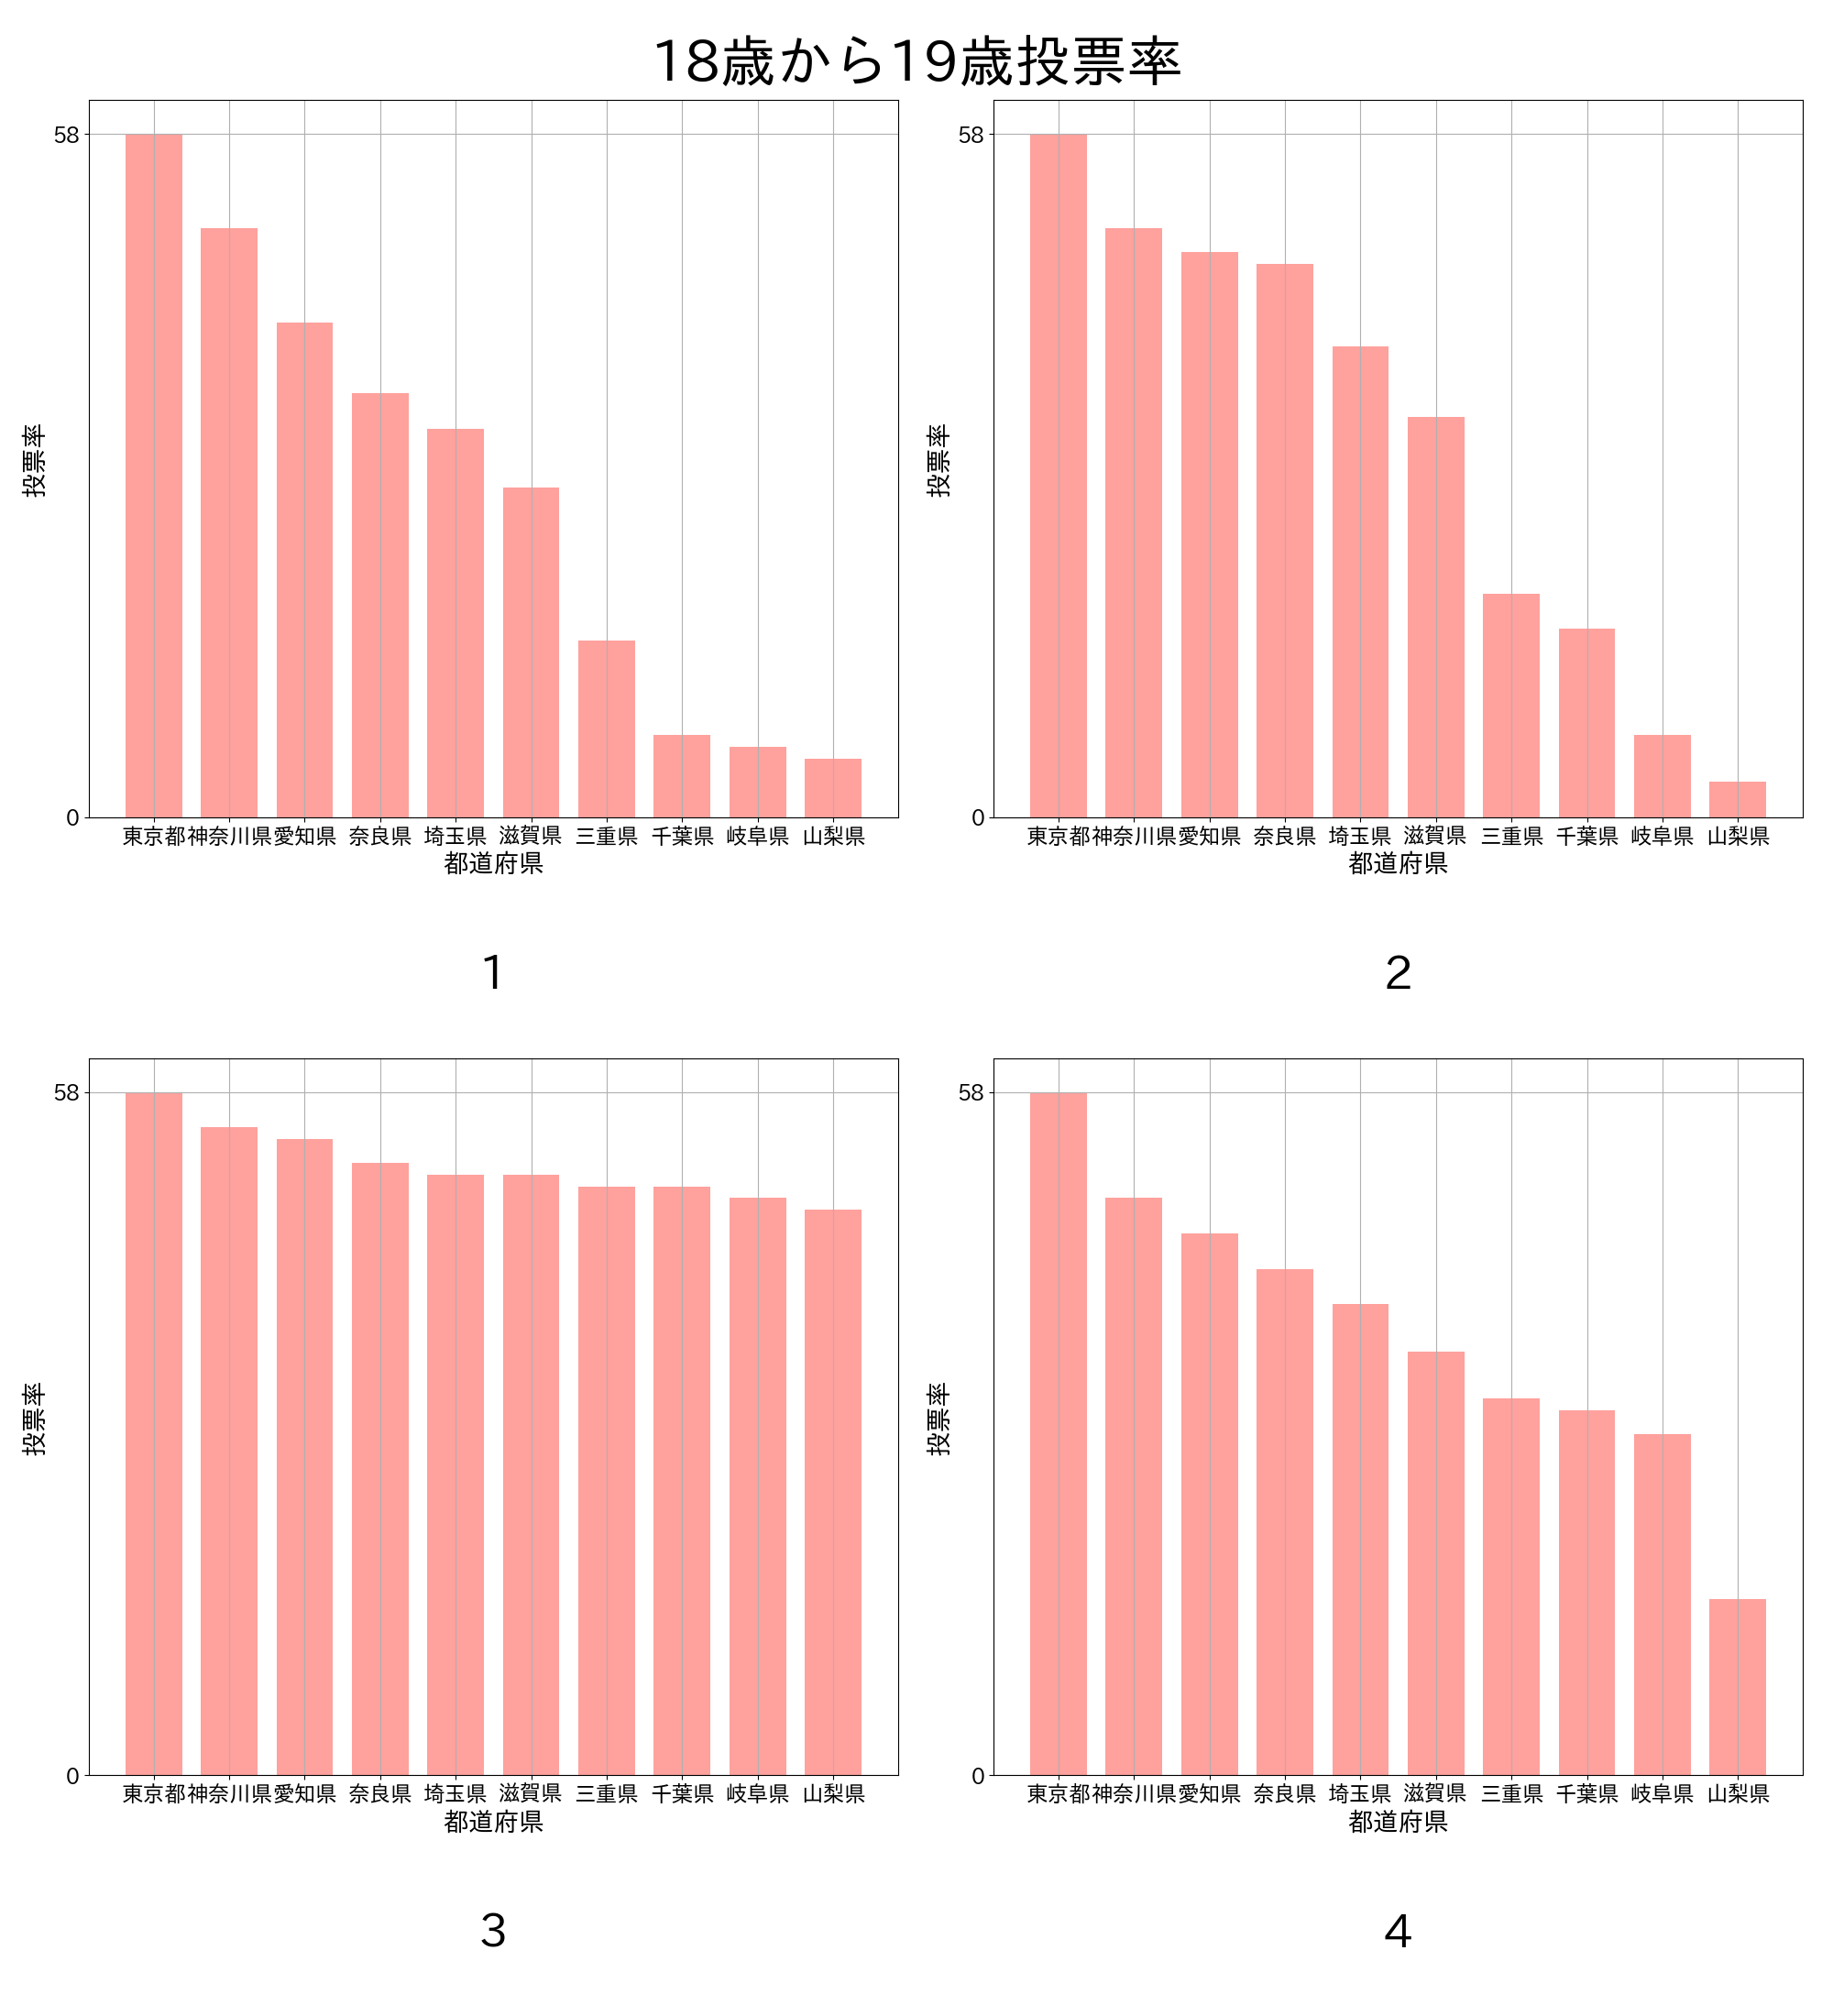 18歳から19歳投票率
58
0
投票率
東京都 神奈川県 愛知県 奈良県 埼玉県 滋賀県 三重県 千葉県 岐阜県 山梨県
都道府県
1
58
0
投票率
東京都 神奈川県 愛知県 奈良県 埼玉県 滋賀県 三重県 千葉県 岐阜県 山梨県
都道府県
2
58
0
投票率
東京都 神奈川県 愛知県 奈良県 埼玉県 滋賀県 三重県 千葉県 岐阜県 山梨県
都道府県
3
58
0
投票率
東京都 神奈川県 愛知県 奈良県 埼玉県 滋賀県 三重県 千葉県 岐阜県 山梨県
都道府県
4